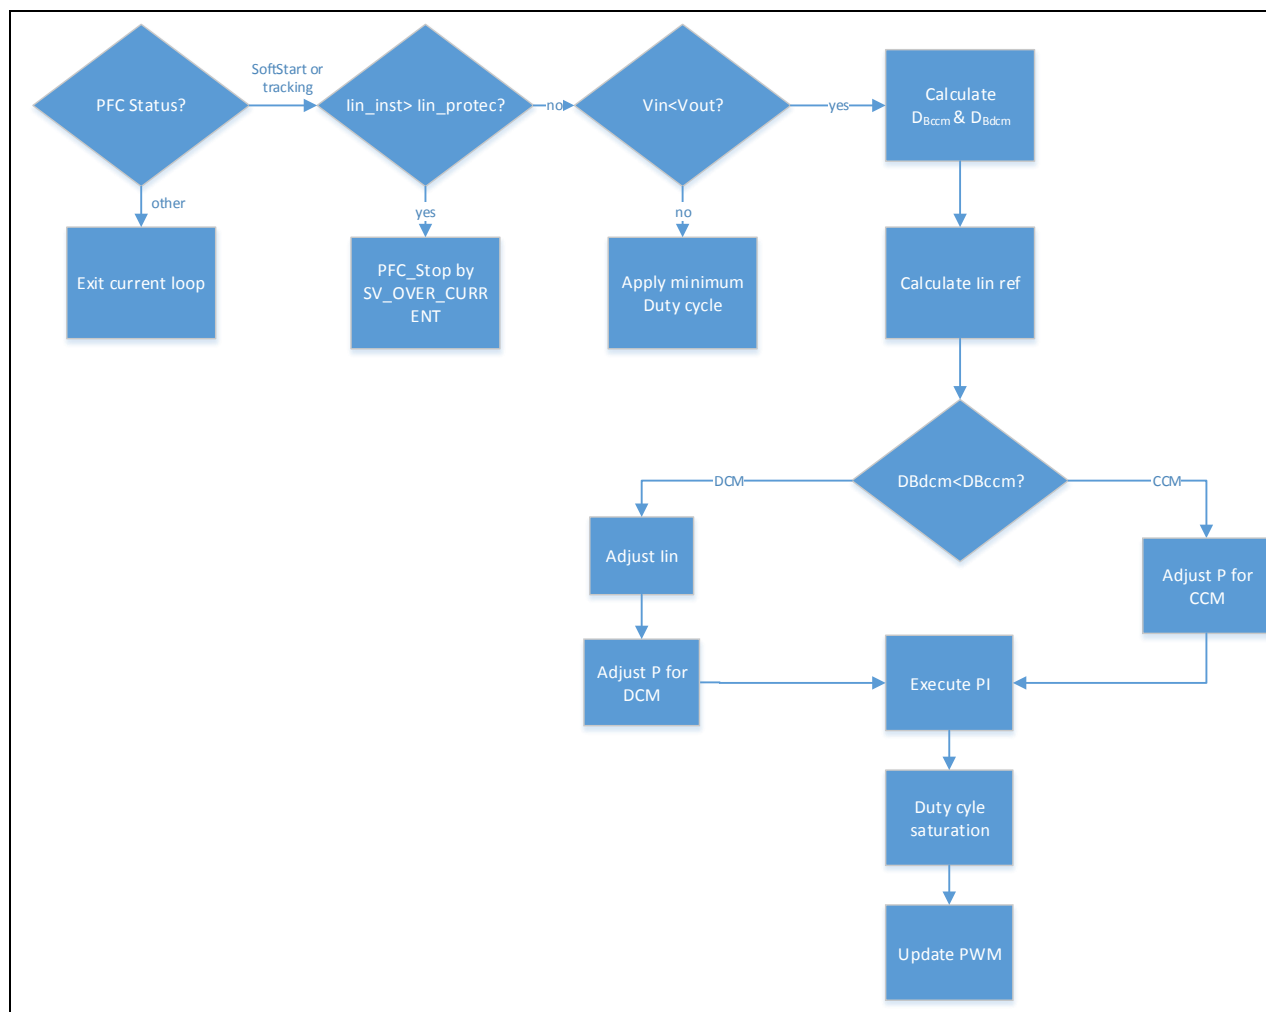 PFC Status?
SoftStart or
tracking
Iin_inst> Iin_protec?
no
Vin<Vout?
yes
Calculate
DBccm & DBdcm
other
yes
no
Exit current loop
PFC_Stop by
SV_OVER_CURR
ENT
Apply minimum
Duty cycle
Calculate Iin ref
DBdcm<DBccm?
DCM
CCM
Adjust Iin
Adjust P for
CCM
Adjust P for
DCM
Execute PI
Duty cyle
saturation
Update PWM